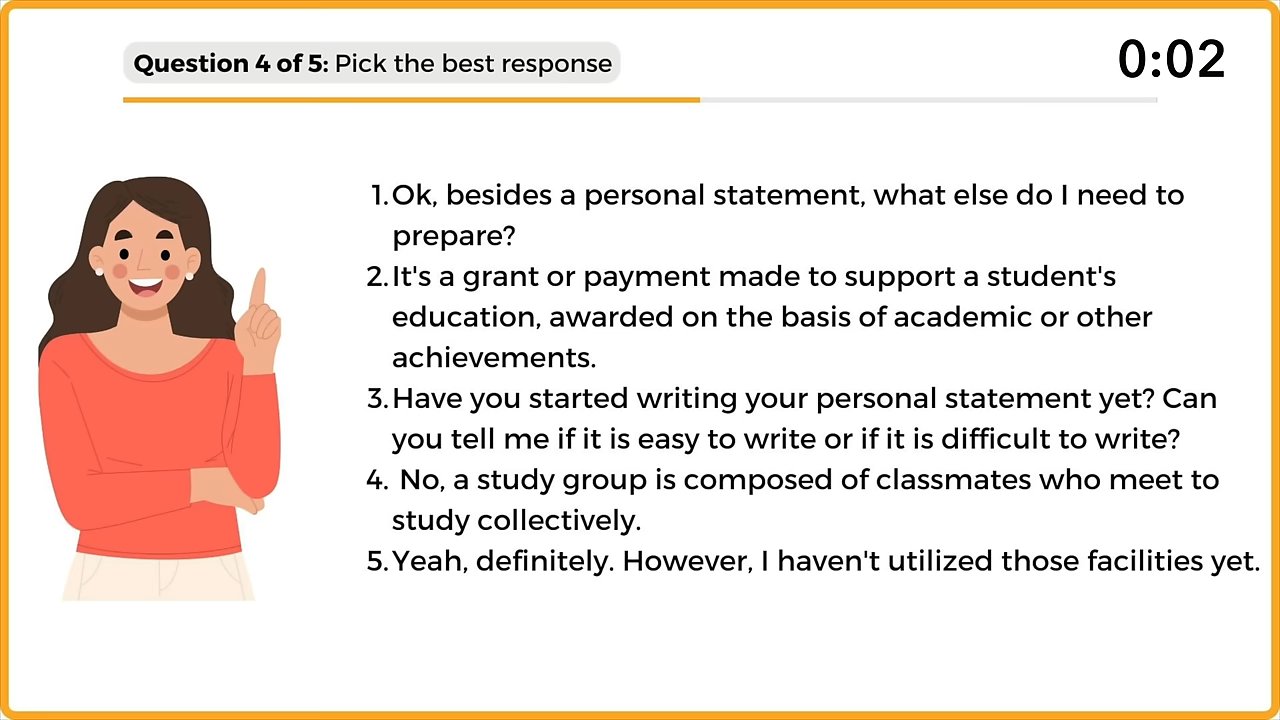 Question 4 of 5: Pick the best response
0:02
1. Ok, besides a personal statement, what else do I need to
prepare?
2. It's a grant or payment made to support a student's
education, awarded on the basis of academic or other
achievements.
3. Have you started writing your personal statement yet? Can
you tell me if it is easy to write or if it is difficult to write?
4. No, a study group is composed of classmates who meet to
study collectively.
5. Yeah, definitely. However, I haven't utilized those facilities yet.